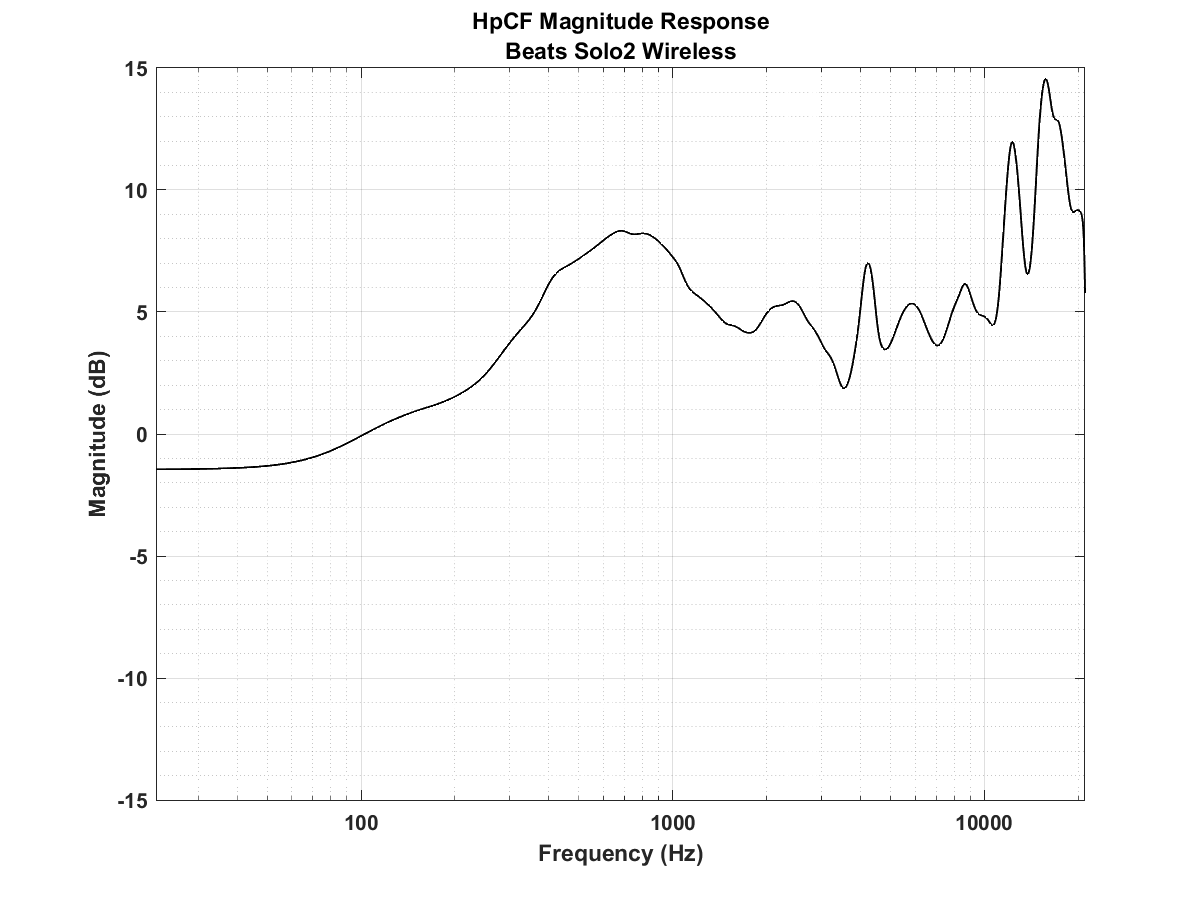 HpCF Magnitude Response
Beats Solo2 Wireless
15
10
5
0
-5
-10
-15
Magnitude (dB)
100 1000 10000
Frequency (Hz)